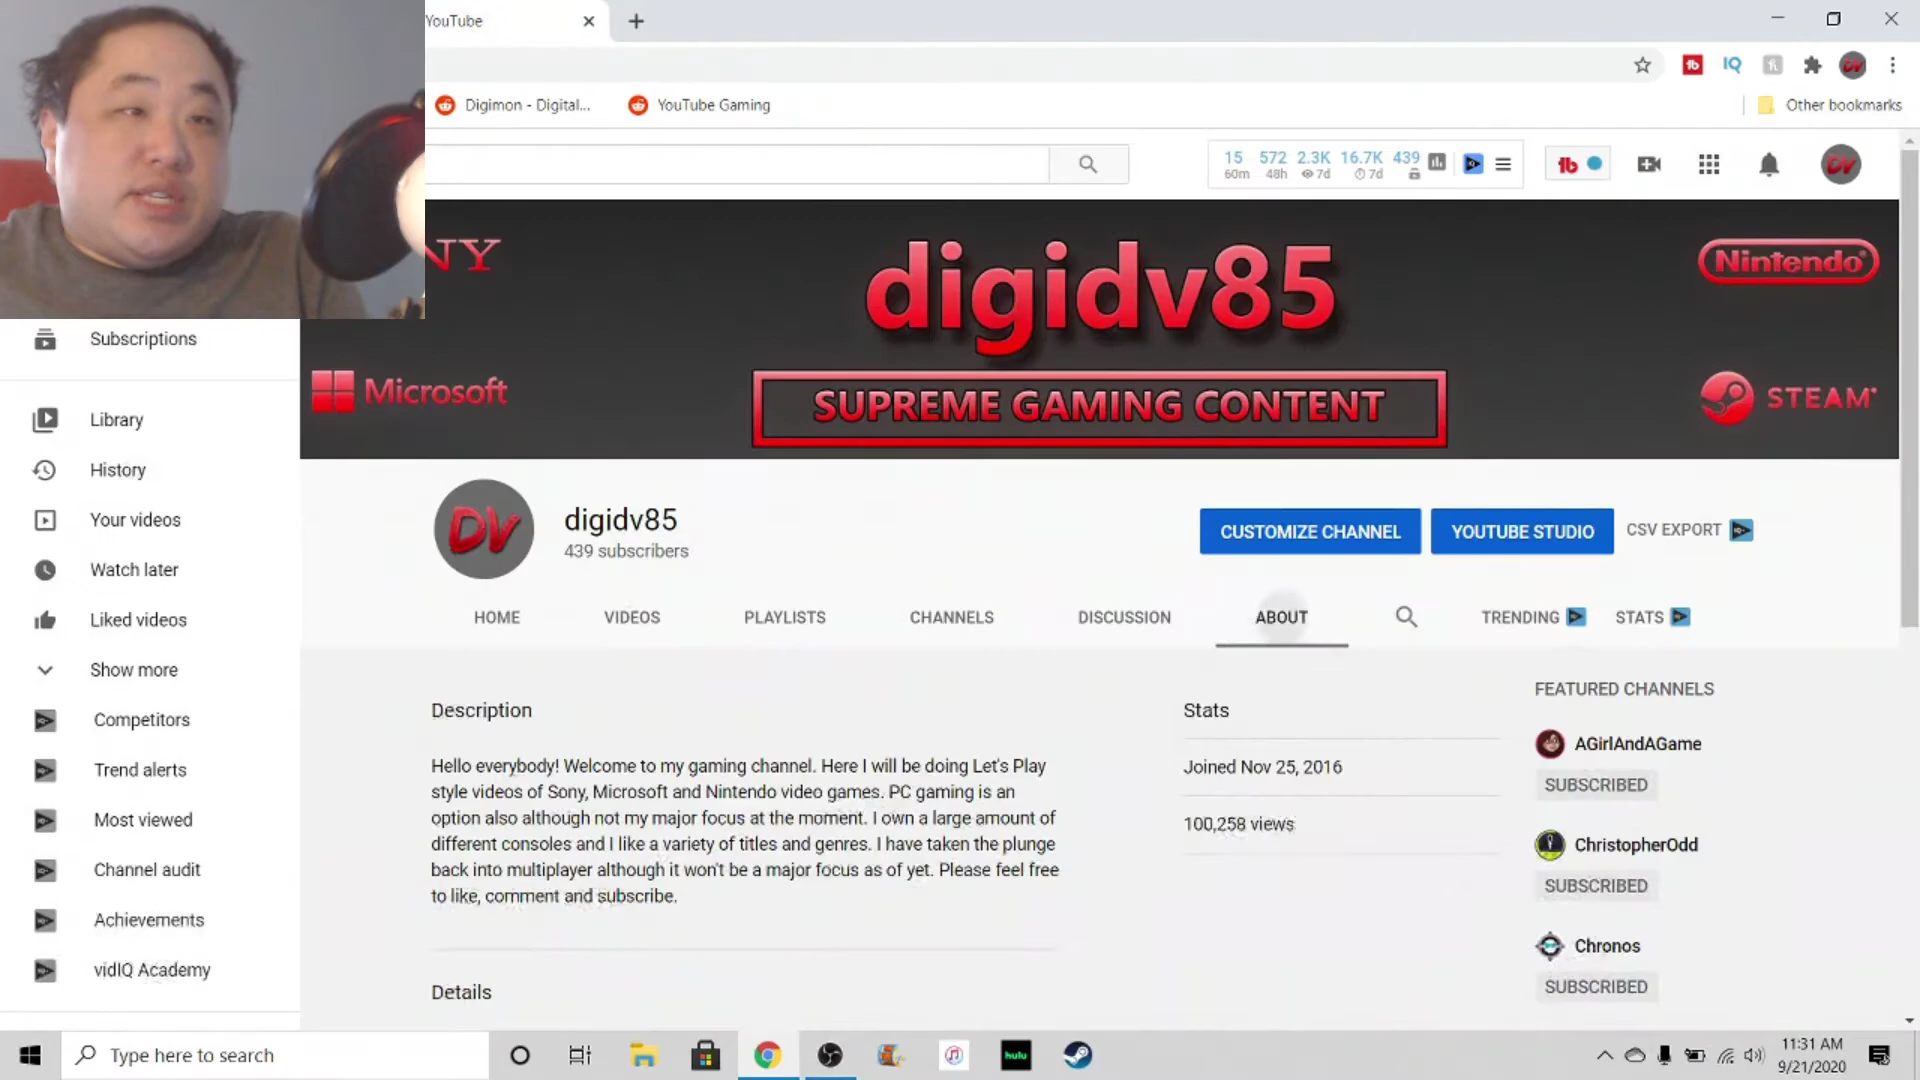 YouTube
Digimon - Digital...
YouTube Gaming
Other bookmarks
15 572 2.3K 16.7K 439
60m 48h 7d 7d
NY
digidv85
Nintendo
Microsoft
SUPREME GAMING CONTENT
STEAM
Subscriptions
Library
History
Your videos
Watch later
Liked videos
Show more
Competitors
Trend alerts
Most viewed
Channel audit
Achievements
vidIQ Academy
DV
digidv85
439 subscribers
CUSTOMIZE CHANNEL
YOUTUBE STUDIO
CSV EXPORT
HOME
VIDEOS
PLAYLISTS
CHANNELS
DISCUSSION
ABOUT
TRENDING
STATS
Description
Hello everybody! Welcome to my gaming channel. Here I will be doing Let's Play
style videos of Sony, Microsoft and Nintendo video games. PC gaming is an
option also although not my major focus at the moment. I own a large amount of
different consoles and I like a variety of titles and genres. I have taken the plunge
back into multiplayer although it won't be a major focus as of yet. Please feel free
to like, comment and subscribe.
Details
Stats
Joined Nov 25, 2016
100,258 views
FEATURED CHANNELS
AGirlAndAGame
SUBSCRIBED
ChristopherOdd
SUBSCRIBED
Chronos
SUBSCRIBED
Type here to search
hulu
11:31 AM
9/21/2020